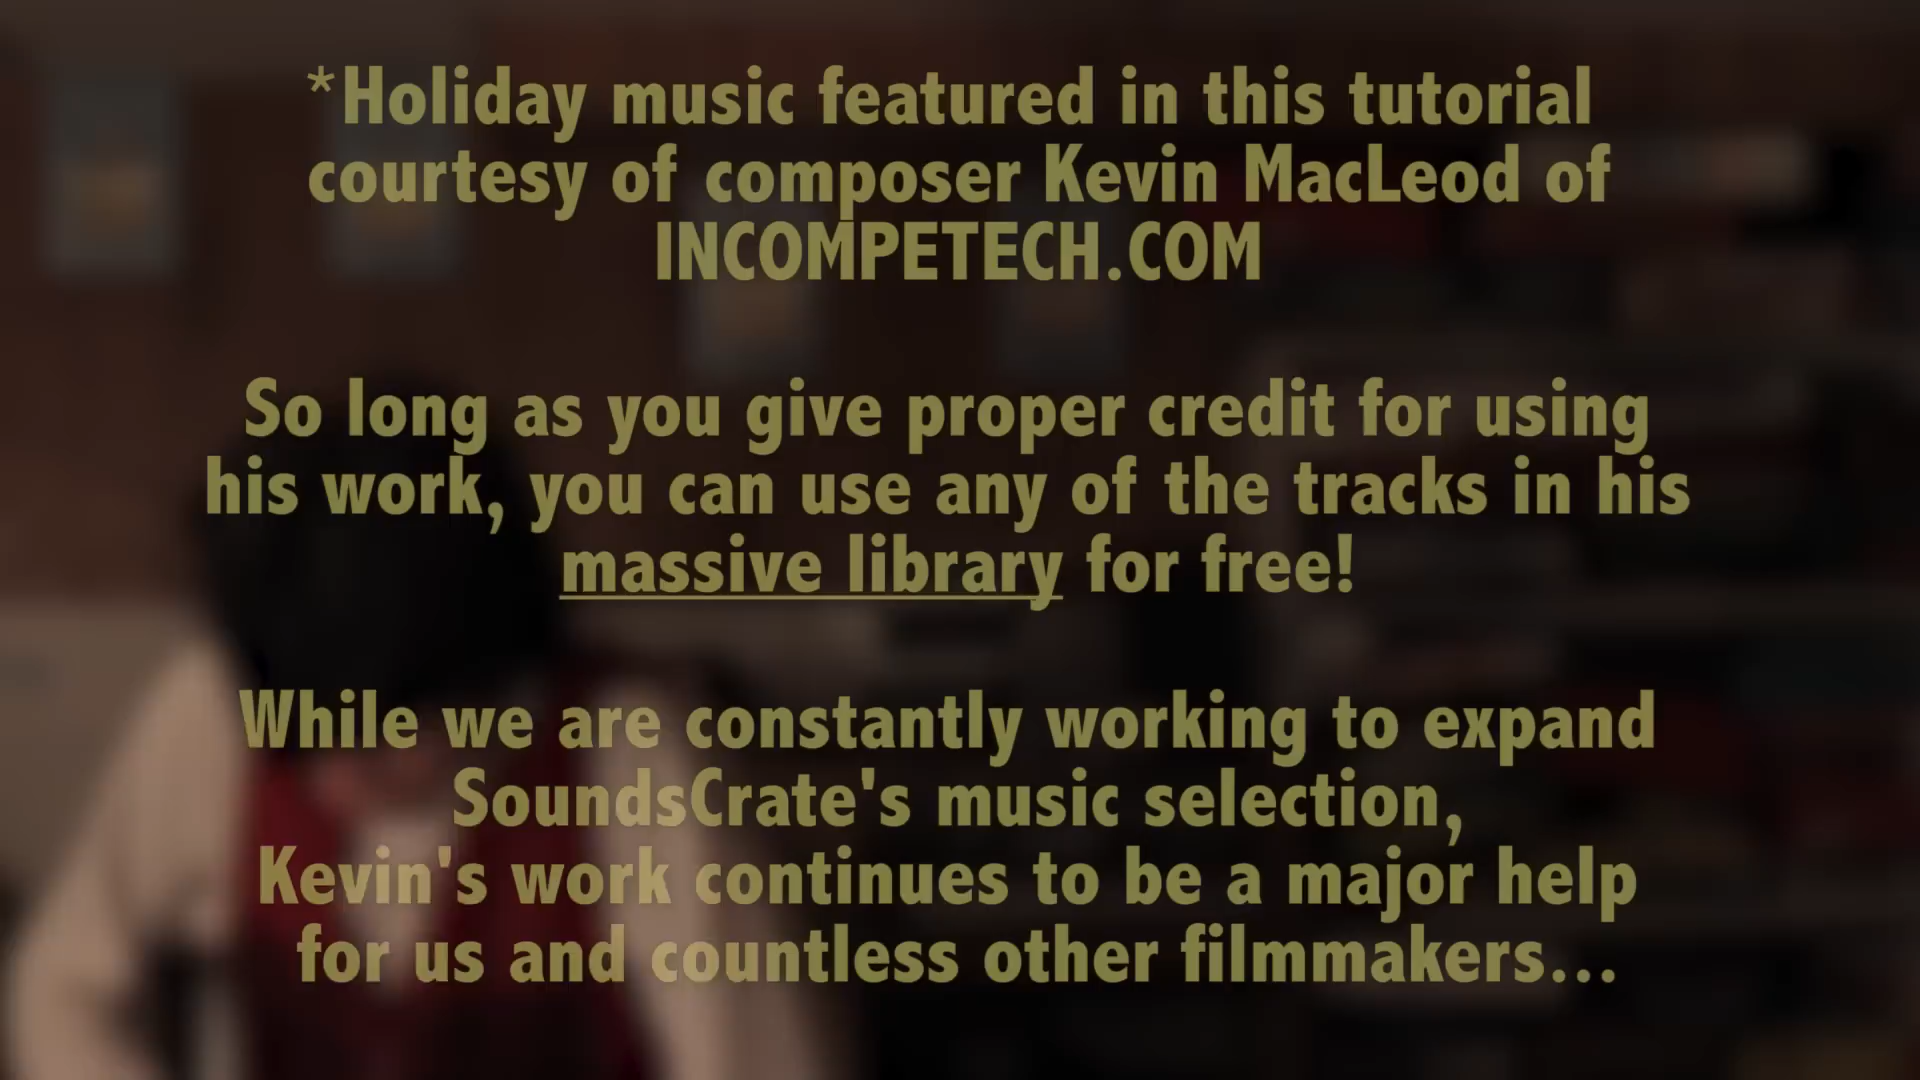 *Holiday music featured in this tutorial
courtesy of composer Kevin MacLeod of
INCOMPETECH.COM
So long as you give proper credit for using
his work, you can use any of the tracks in his
massive library for free!
While we are constantly working to expand
SoundsCrate's music selection,
Kevin's work continues to be a major help
for us and countless other filmmakers...